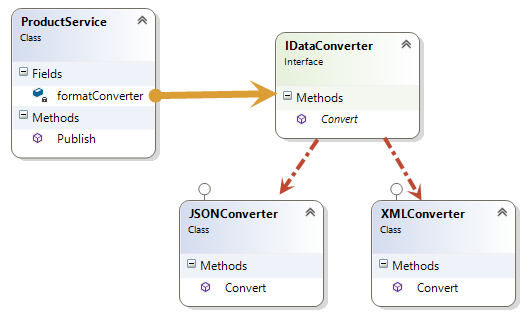 ProductService
Class
Fields
formatConverter
Methods
Publish
IDataConverter
Interface
Methods
Convert
JSONConverter
Class
Methods
Convert
XMLConverter
Class
Methods
Convert